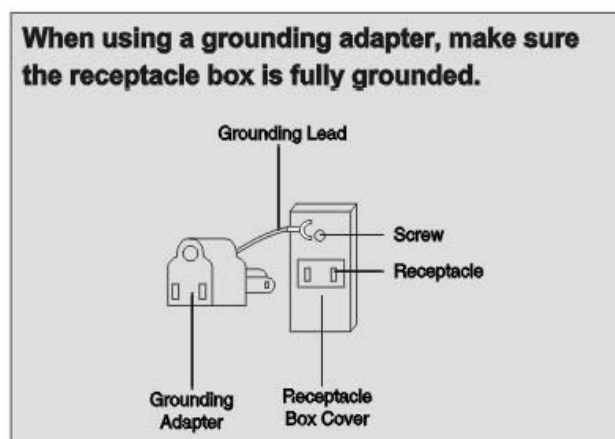 When using a grounding adapter, make sure
the receptacle box is fully grounded.
Grounding Lead
Screw
Receptacle
Grounding
Adapter
Receptacle
Box Cover